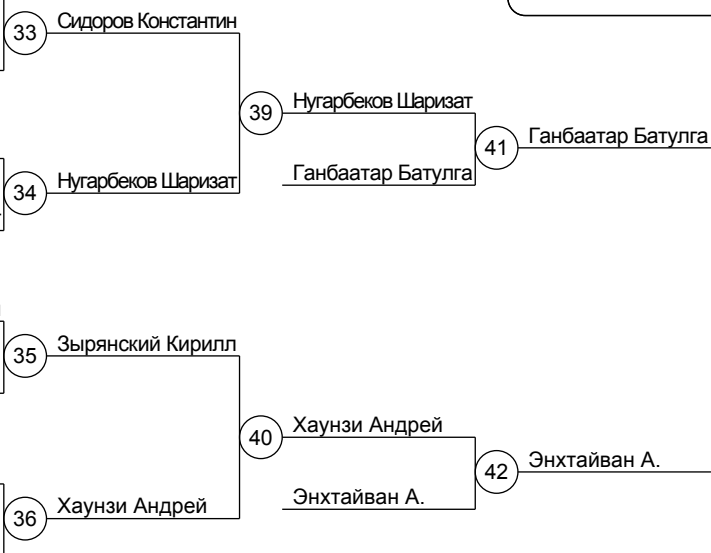 33
Сидоров Константин
39
Нугарбеков Шаризат
41
Ганбаатар Батулга
Ганбаатар Батулга
34
Нугарбеков Шаризат
35
Зырянский Кирилл
40
Хаунзи Андрей
42
Энхтайван А.
Энхтайван А.
36
Хаунзи Андрей